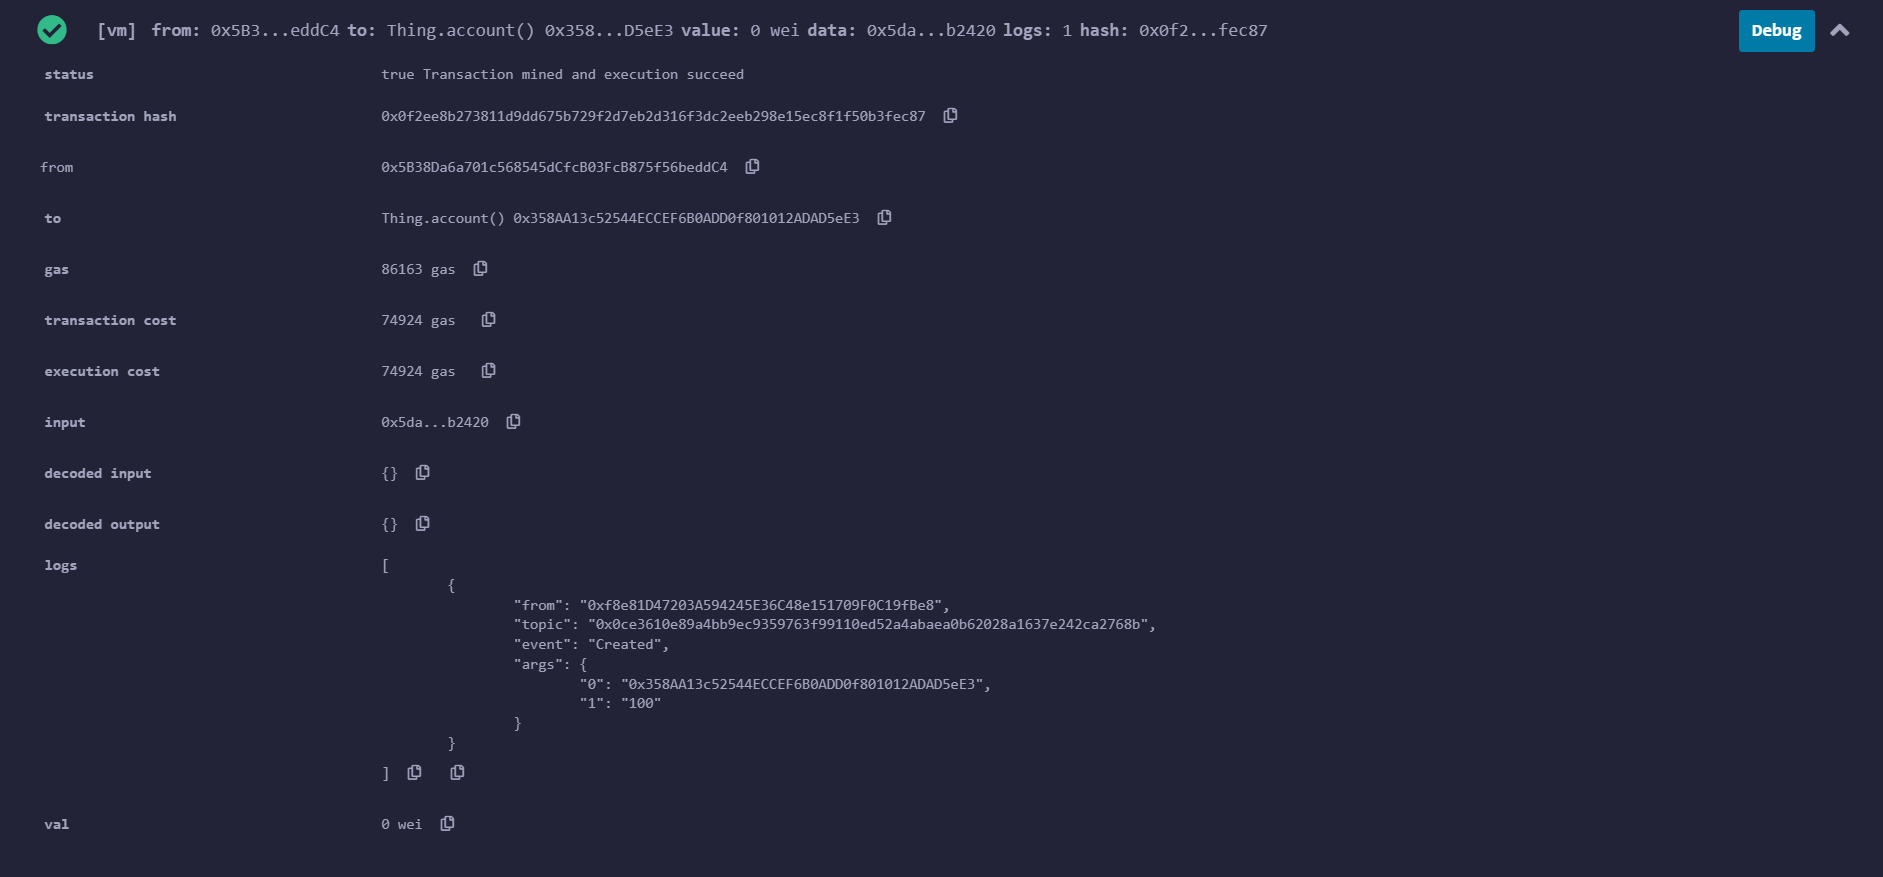 [vm] from: 0x5B3...eddC4 to: Thing.account() 0x358...D5eE3 value: 0 wei data: 0x5da...b2420 logs: 1 hash: 0x0f2...fec87 Debug
status true Transaction mined and execution succeed
transaction hash 0x0f2ee8b273811d9dd675b729f2d7eb2d316f3dc2eeb298e15ec8f1f50b3fec87
from 0x5B38Da6a701c568545dCfcB03FcB875f56beddC4
to Thing.account() 0x358AA13c52544ECCEF6B0ADD0f801012ADAD5eE3
gas 86163 gas
transaction cost 74924 gas
execution cost 74924 gas
input 0x5da...b2420
decoded input {}
decoded output {}
logs [
{
"from": "0xf8e81D47203A594245E36C48e151709F0C19fBe8",
"topic": "0x0ce3610e89a4bb9ec9359763f99110ed52a4abaea0b62028a1637e242ca2768b",
"event": "Created",
"args": {
"0": "0x358AA13c52544ECCEF6B0ADD0f801012ADAD5eE3",
"1": "100"
}
}
]
val 0 wei